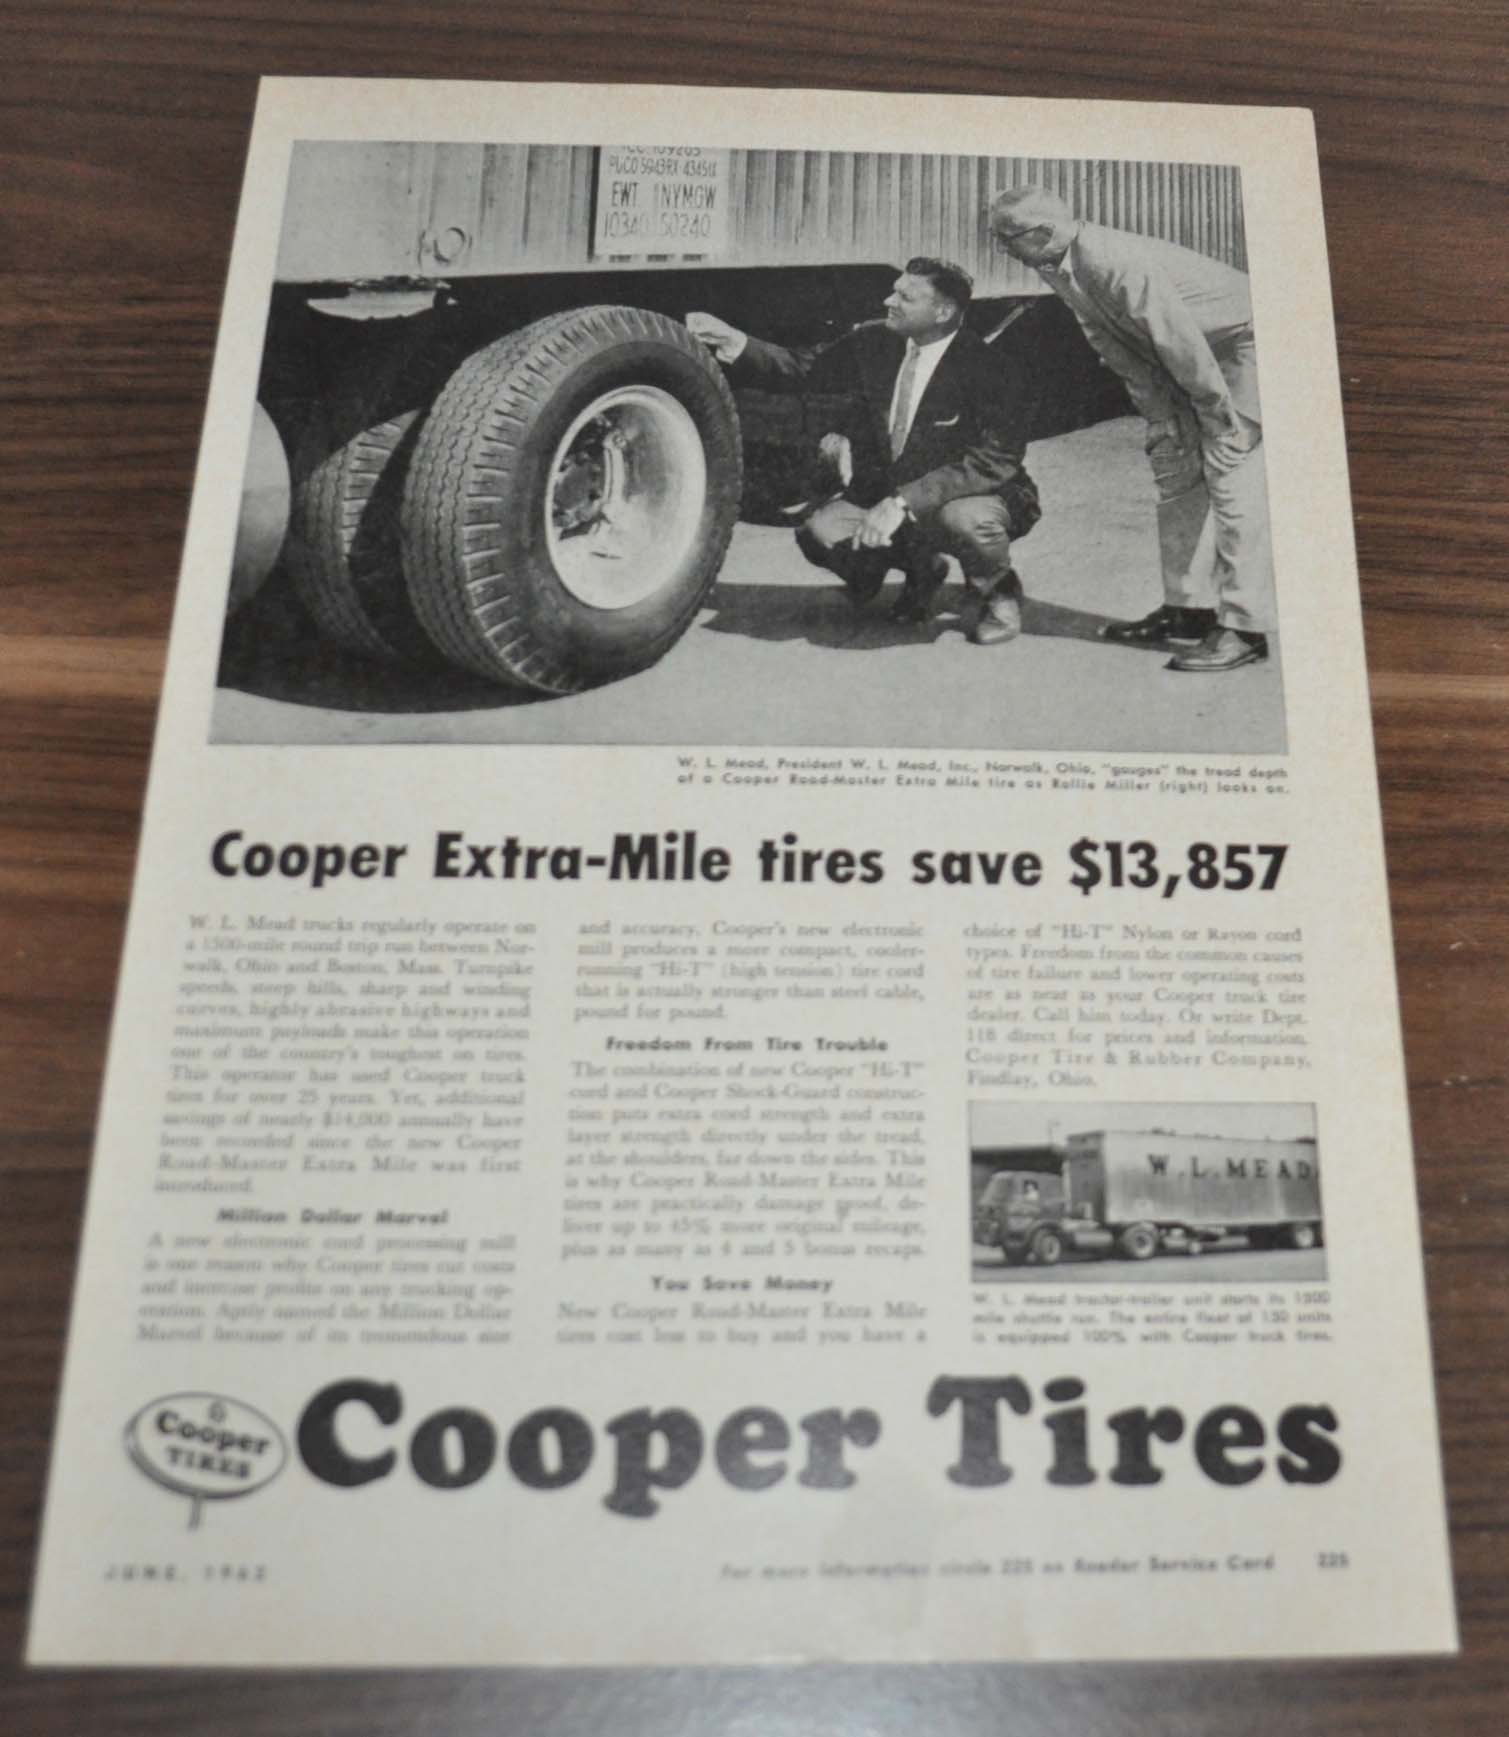 PUCO 5943RX 4345IX
EWT NYMGW
10340 50240
W. L. Mead, President W. L. Mead, Inc., Norwalk, Ohio, "gauges" the tread depth
of a Cooper Road-Master Extra Mile tire as Rollie Miller (right) looks on.
Cooper Extra-Mile tires save $13,857
W. L. Mead trucks regularly operate on
a 1500-mile round trip run between Nor-
walk, Ohio and Boston, Mass. Turnpike
speeds, steep hills, sharp and winding
curves, highly abrasive highways and
maximum payloads make this operation
one of the country's toughest on tires.
This operator has used Cooper truck
tires for over 25 years. Yet, additional
savings of nearly $14,000 annually have
been recorded since the new Cooper
Road-Master Extra Mile was first
introduced.
Million Dollar Marvel
A new electronic cord processing mill
is one reason why Cooper tires cut costs
and increase profits on any trucking op-
eration. Aptly named the Million Dollar
Marvel because of its tremendous size
and accuracy, Cooper's new electronic
mill produces a more compact, cooler-
running "Hi-T" (high tension) tire cord
that is actually stronger than steel cable,
pound for pound.
Freedom From Tire Trouble
The combination of new Cooper "Hi-T"
cord and Cooper Shock-Guard construc-
tion puts extra cord strength and extra
layer strength directly under the tread,
at the shoulders, far down the sides. This
is why Cooper Road-Master Extra Mile
tires are practically damage proof, de-
liver up to 45% more original mileage,
plus as many as 4 and 5 bonus recaps.
You Save Money
New Cooper Road-Master Extra Mile
tires cost less to buy and you have a
choice of "Hi-T" Nylon or Rayon cord
types. Freedom from the common causes
of tire failure and lower operating costs
are as near as your Cooper truck tire
dealer. Call him today. Or write Dept.
118 direct for prices and information.
Cooper Tire & Rubber Company,
Findlay, Ohio.
W. L. MEAD
W. L. Mead tractor-trailer unit starts its 1500
mile shuttle run. The entire fleet of 150 units
is equipped 100% with Cooper truck tires.
Cooper
TIRES
Cooper Tires
JUNE, 1962
For more information circle 225 on Reader Service Card 225